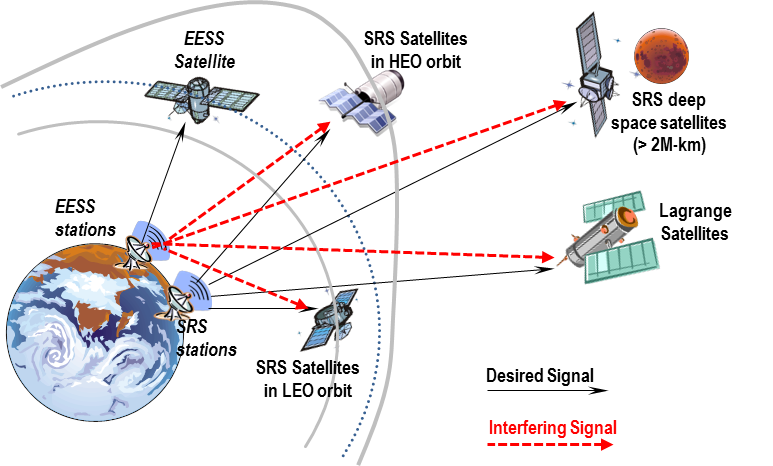 EESS
Satellite
SRS Satellites
in HEO orbit
SRS deep
space satellites
(> 2M-km)
EESS
stations
Lagrange
Satellites
SRS
stations
SRS Satellites
in LEO orbit
Desired Signal
Interfering Signal